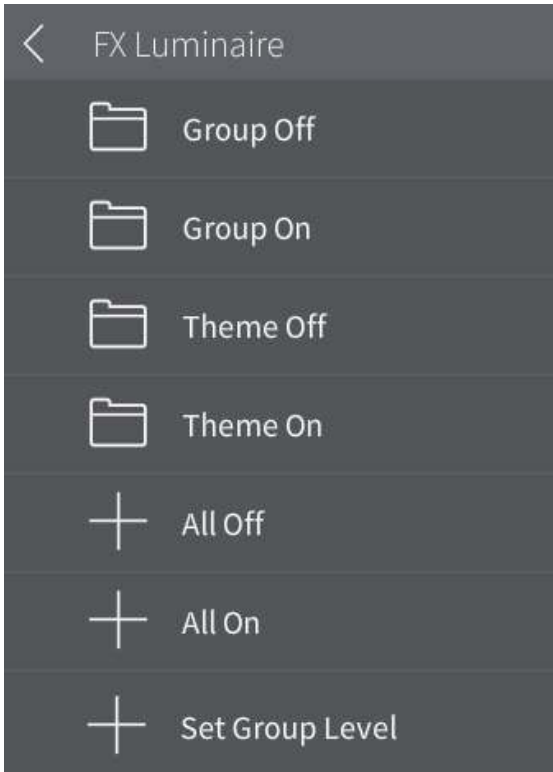 FX Luminaire
Group Off
Group On
Theme Off
Theme On
All Off
All On
Set Group Level